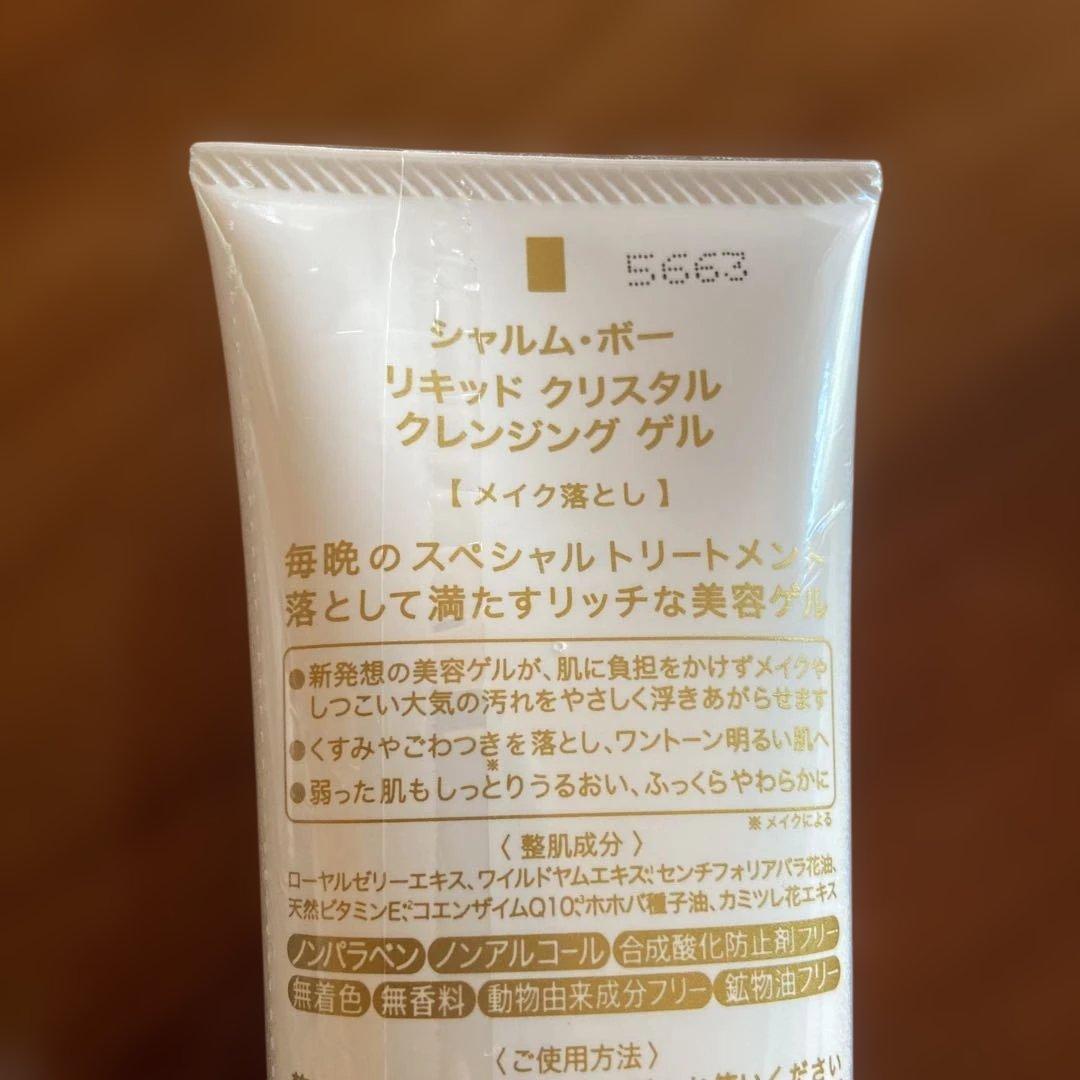 5663
シャルム・ボー
リキッド クリスタル
クレンジング ゲル
【 メイク落とし 】
毎晩のスペシャルトリートメントへ
落として満たすリッチな美容ゲル
●新発想の美容ゲルが、肌に負担をかけずメイクや
しつこい大気の汚れをやさしく浮きあがらせます
●くすみやごわつきを落とし、ワントーン明るい肌へ
※
●弱った肌もしっとりうるおい、ふっくらやわらかに
※メイクによる
〈 整肌成分 〉
ローヤルゼリーエキス、ワイルドヤムエキス、センチフォリアバラ花油、
天然ビタミンE、*2コエンザイムQ10、*3ホホバ種子油、カミツレ花エキス
ノンパラベン ノンアルコール 合成酸化防止剤フリー
無着色 無香料 動物由来成分フリー 鉱物油フリー
〈ご使用方法〉
ください